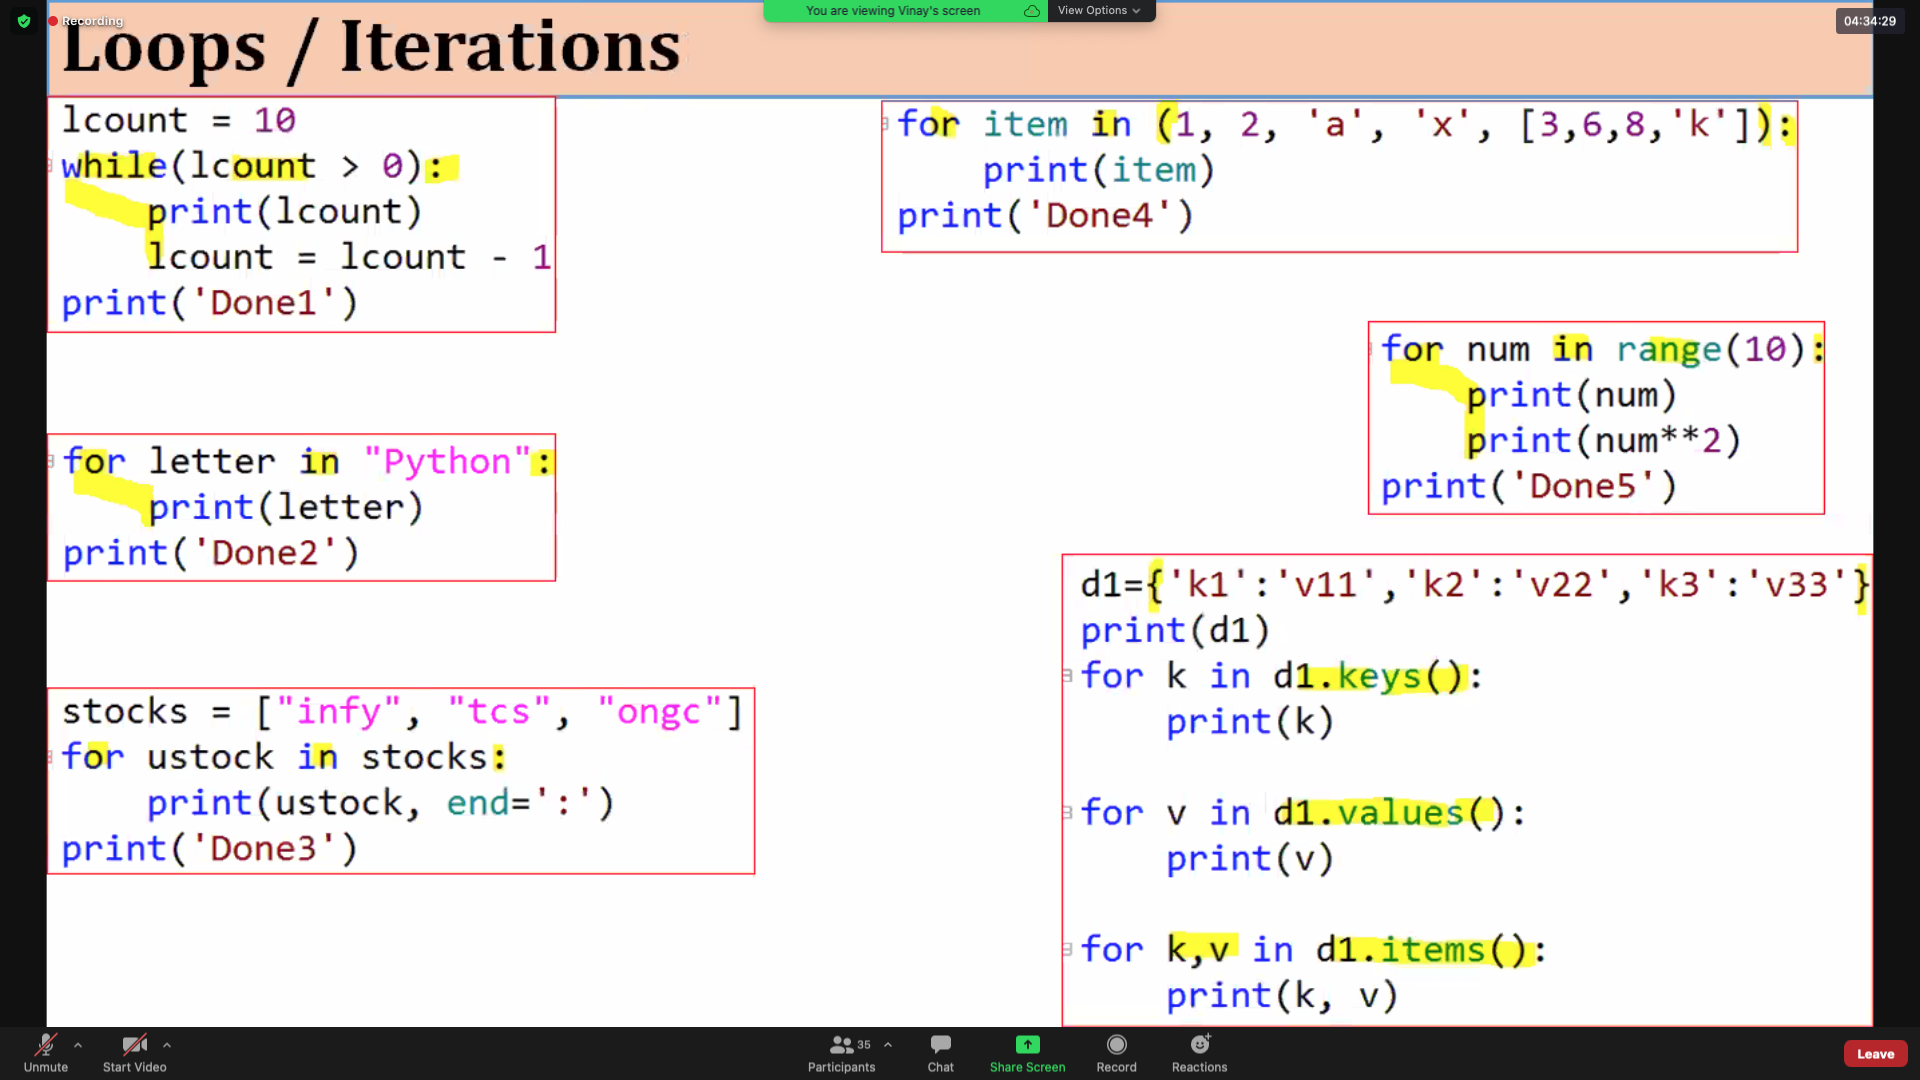 Recording
You are viewing Vinay's screen
View Options
04:34:29
Loops / Iterations
lcount = 10
while(lcount > 0):
    print(lcount)
    lcount = lcount - 1
print('Done1')
for letter in "Python":
    print(letter)
print('Done2')
stocks = ["infy", "tcs", "ongc"]
for ustock in stocks:
    print(ustock, end=':')
print('Done3')
for item in (1, 2, 'a', 'x', [3,6,8,'k']):
    print(item)
print('Done4')
for num in range(10):
    print(num)
    print(num**2)
print('Done5')
d1={'k1':'v11','k2':'v22','k3':'v33'}
print(d1)
for k in d1.keys():
    print(k)
for v in d1.values():
    print(v)
for k,v in d1.items():
    print(k, v)
Unmute
Start Video
35
Participants
Chat
Share Screen
Record
Reactions
Leave